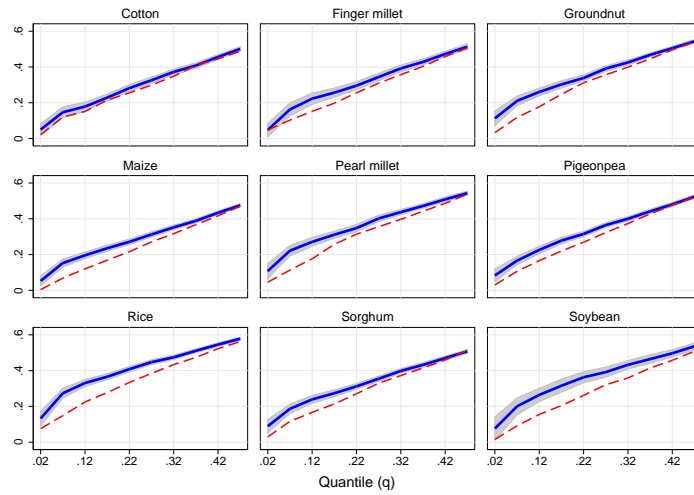 Cotton Finger millet Groundnut
.6
.4
.2
0
Maize Pearl millet Pigeonpea
.6
.4
.2
0
Rice Sorghum Soybean
.6
.4
.2
0
.02 .12 .22 .32 .42 .02 .12 .22 .32 .42 .02 .12 .22 .32 .42
Quantile (q)